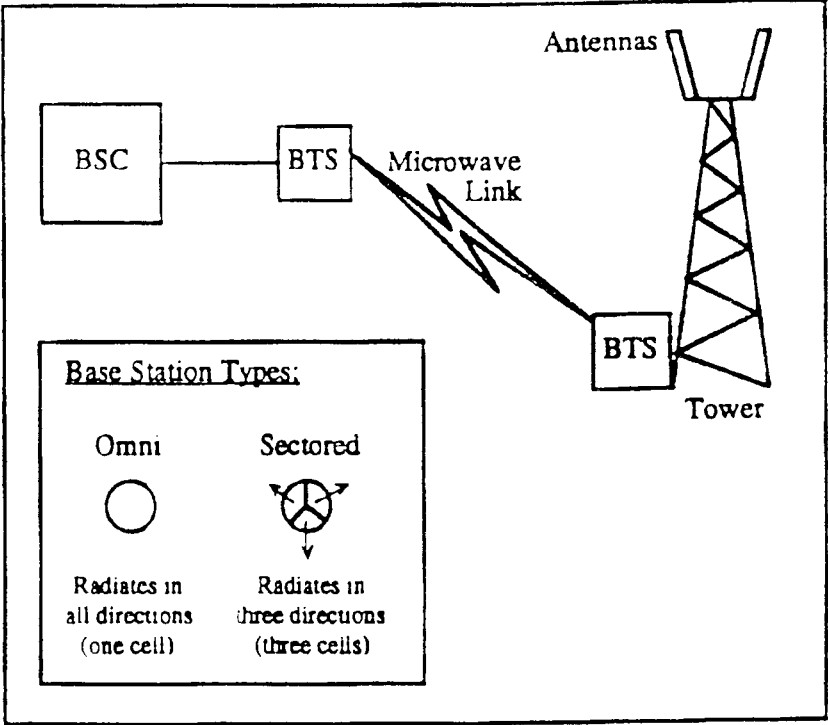 Antennas
BSC
BTS
Microwave
Link
BTS
Tower
Base Station Types:
Omni
Sectored
Radiates in
all directions
(one cell)
Radiates in
three directions
(three cells)